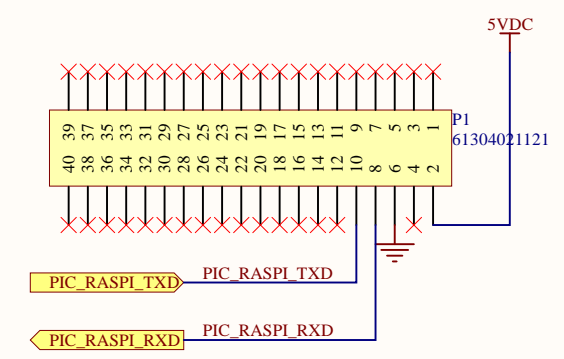 5VDC
P1
61304021121
39 37 35 33 31 29 27 25 23 21 19 17 15 13 11 9 7 5 3 1
40 38 36 34 32 30 28 26 24 22 20 18 16 14 12 10 8 6 4 2
PIC_RASPI_TXD PIC_RASPI_TXD
PIC_RASPI_RXD PIC_RASPI_RXD